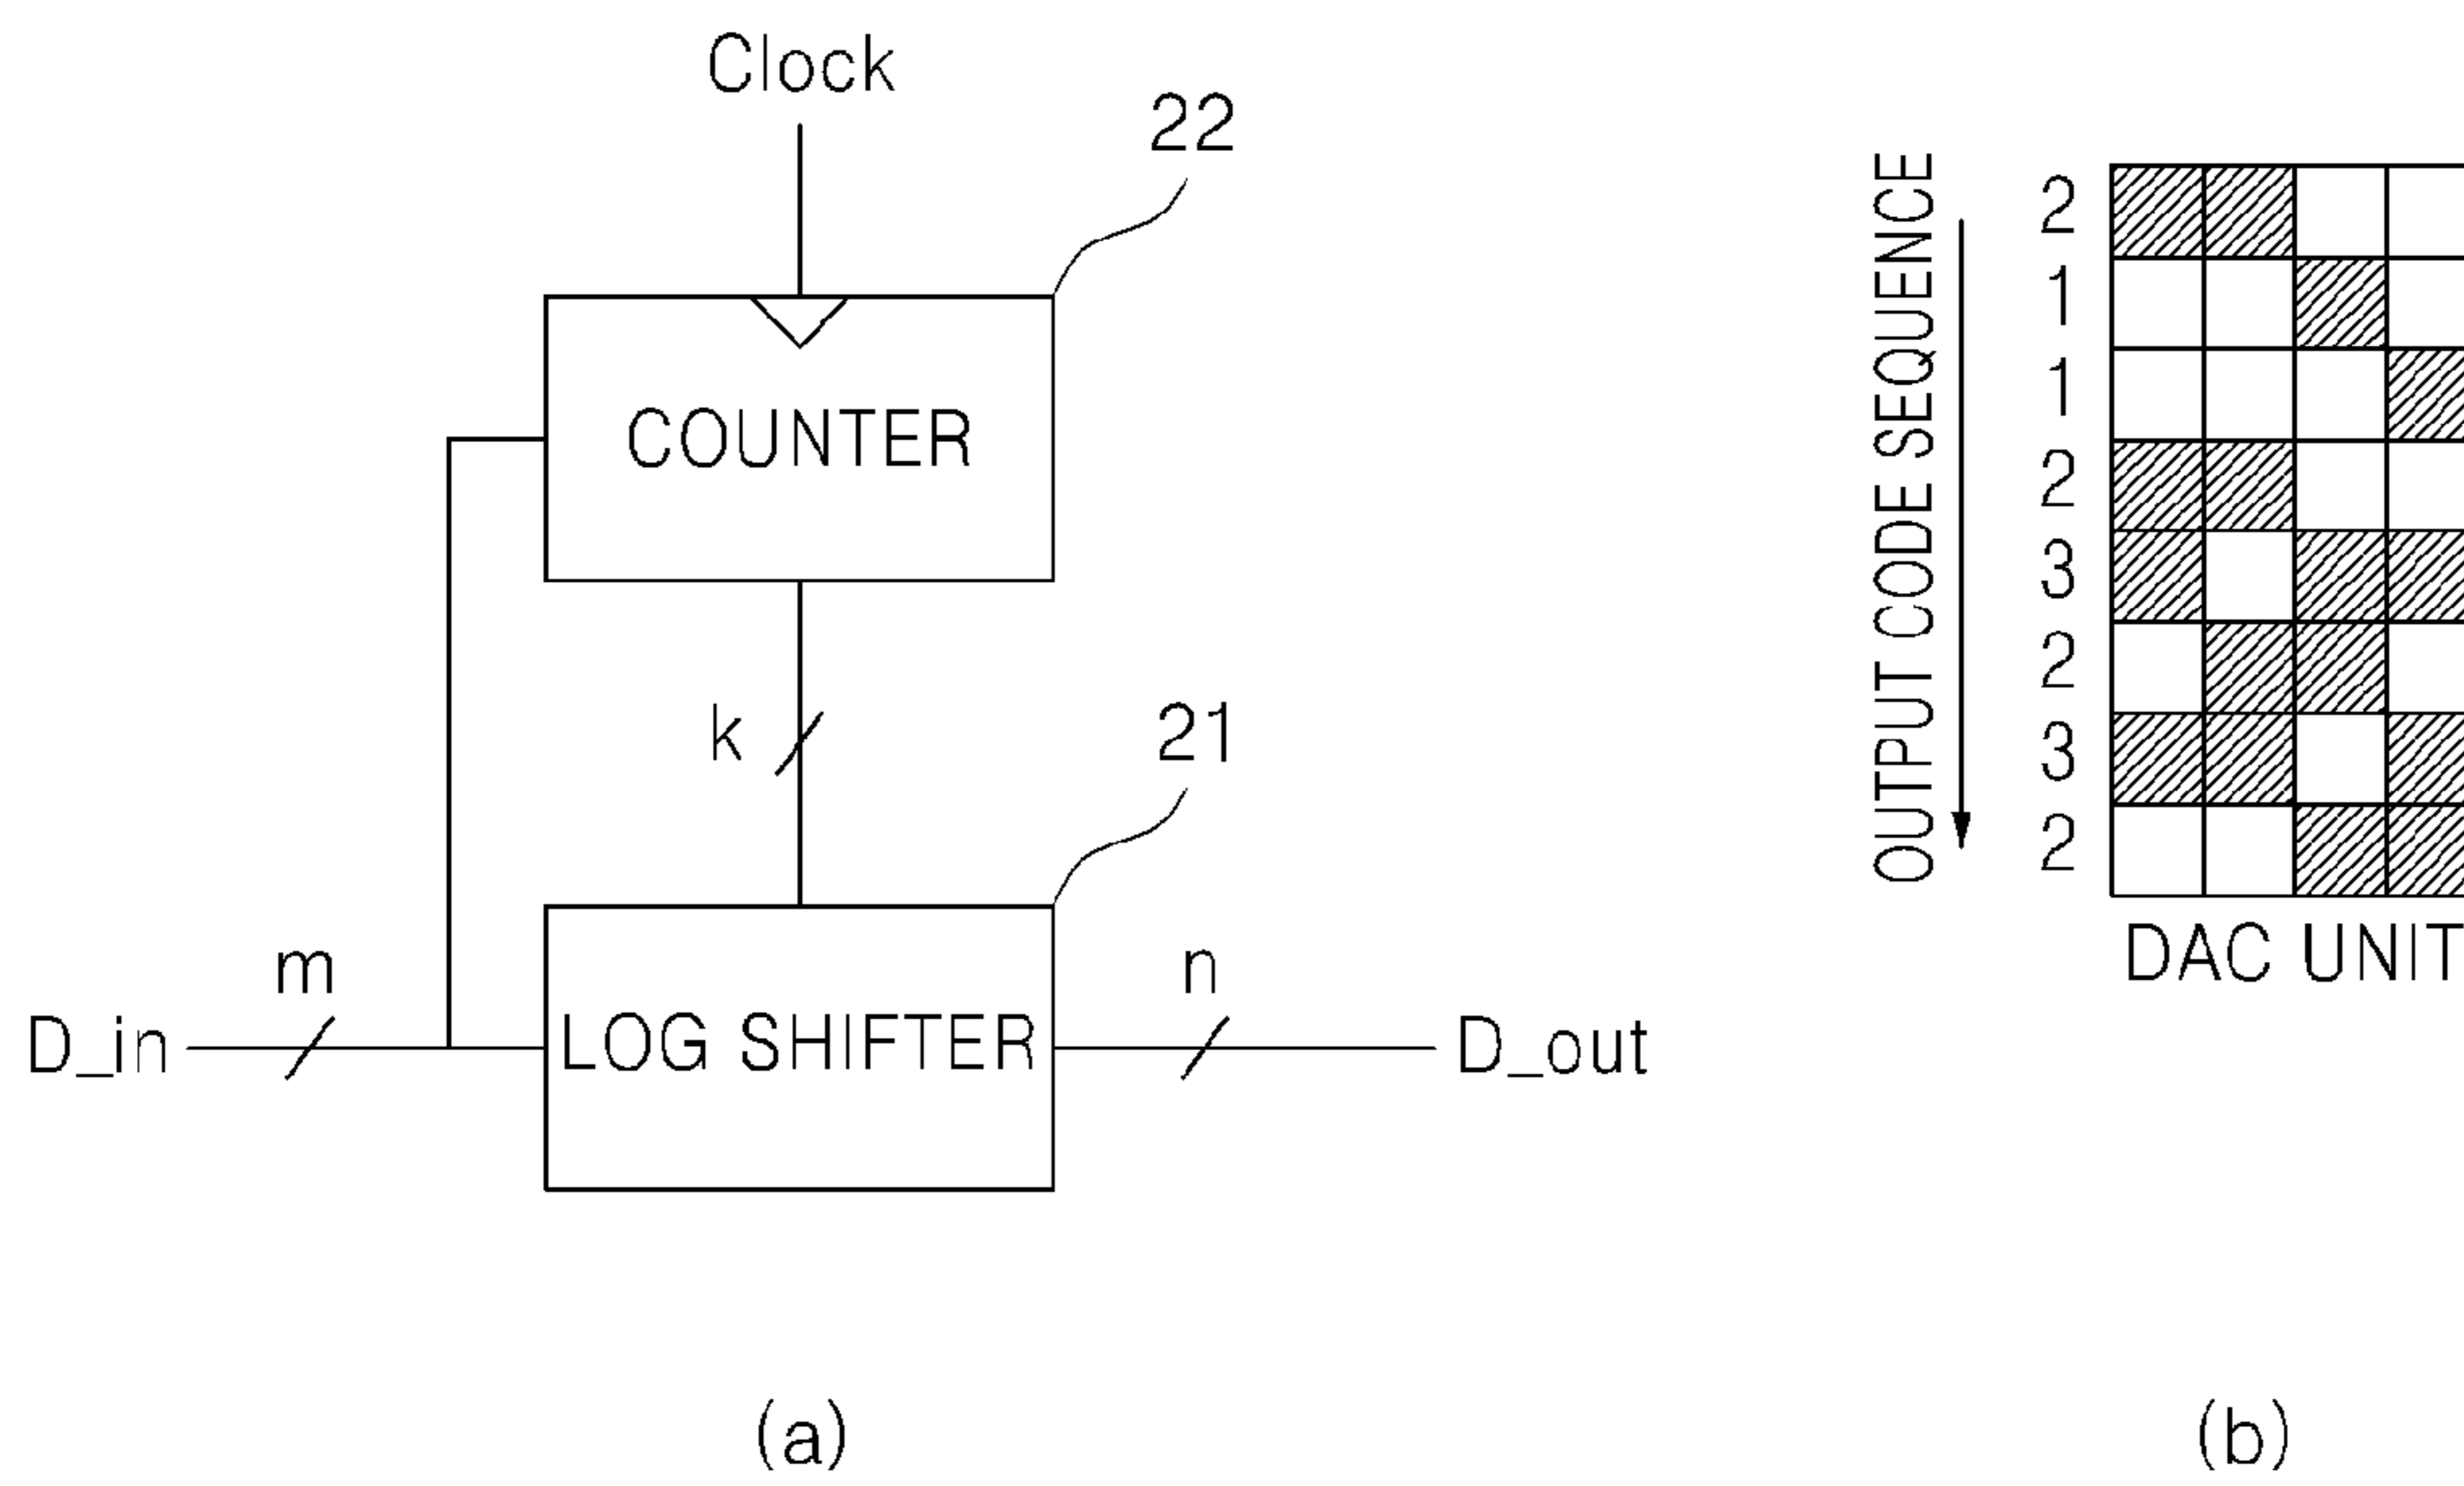 Clock
22
COUNTER
k
21
m
D_in
LOG SHIFTER
n
D_out
(a)
OUTPUT CODE SEQUENCE
2
1
1
2
3
2
3
2
DAC UNIT
(b)